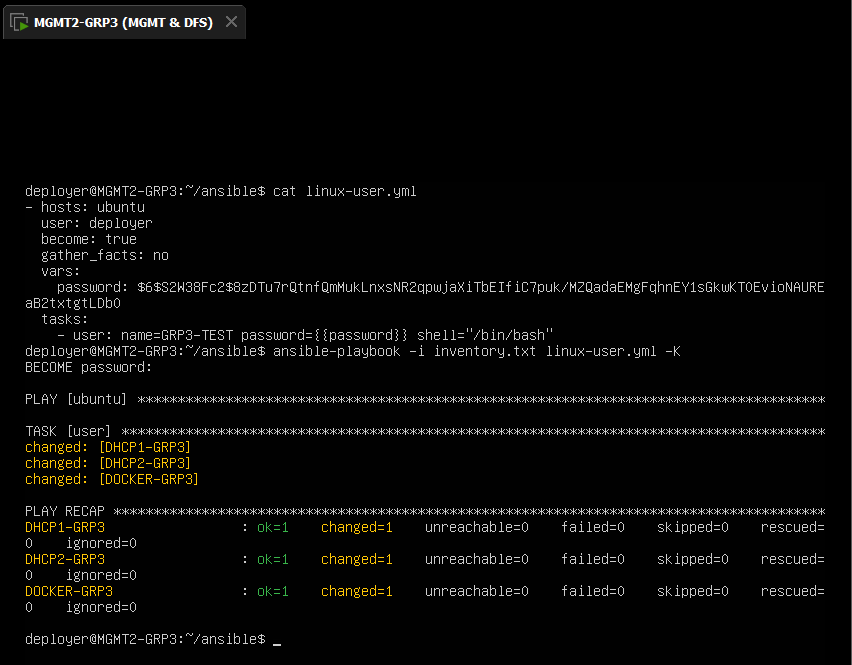 MGMT2-GRP3 (MGMT & DFS)
deployer@MGMT2-GRP3:~/ansible$ cat linux-user.yml
- hosts: ubuntu
  user: deployer
  become: true
  gather_facts: no
  vars:
    password: $6$S2W38Fc2$8zDTu7rQtnfQmMukLnxsNR2qpwjaXiTbEIfiC7puk/MZQadaEMgFqhnEY1sGkwKT0EvioNAURE
aB2txtgtLDb0
  tasks:
    - user: name=GRP3-TEST password={{password}} shell="/bin/bash"
deployer@MGMT2-GRP3:~/ansible$ ansible-playbook -i inventory.txt linux-user.yml -K
BECOME password:
PLAY [ubuntu] **************************************************************************************
TASK [user] ****************************************************************************************
changed: [DHCP1-GRP3]
changed: [DHCP2-GRP3]
changed: [DOCKER-GRP3]
PLAY RECAP *****************************************************************************************
DHCP1-GRP3                 : ok=1    changed=1    unreachable=0    failed=0    skipped=0    rescued=
0    ignored=0
DHCP2-GRP3                 : ok=1    changed=1    unreachable=0    failed=0    skipped=0    rescued=
0    ignored=0
DOCKER-GRP3                : ok=1    changed=1    unreachable=0    failed=0    skipped=0    rescued=
0    ignored=0
deployer@MGMT2-GRP3:~/ansible$ _